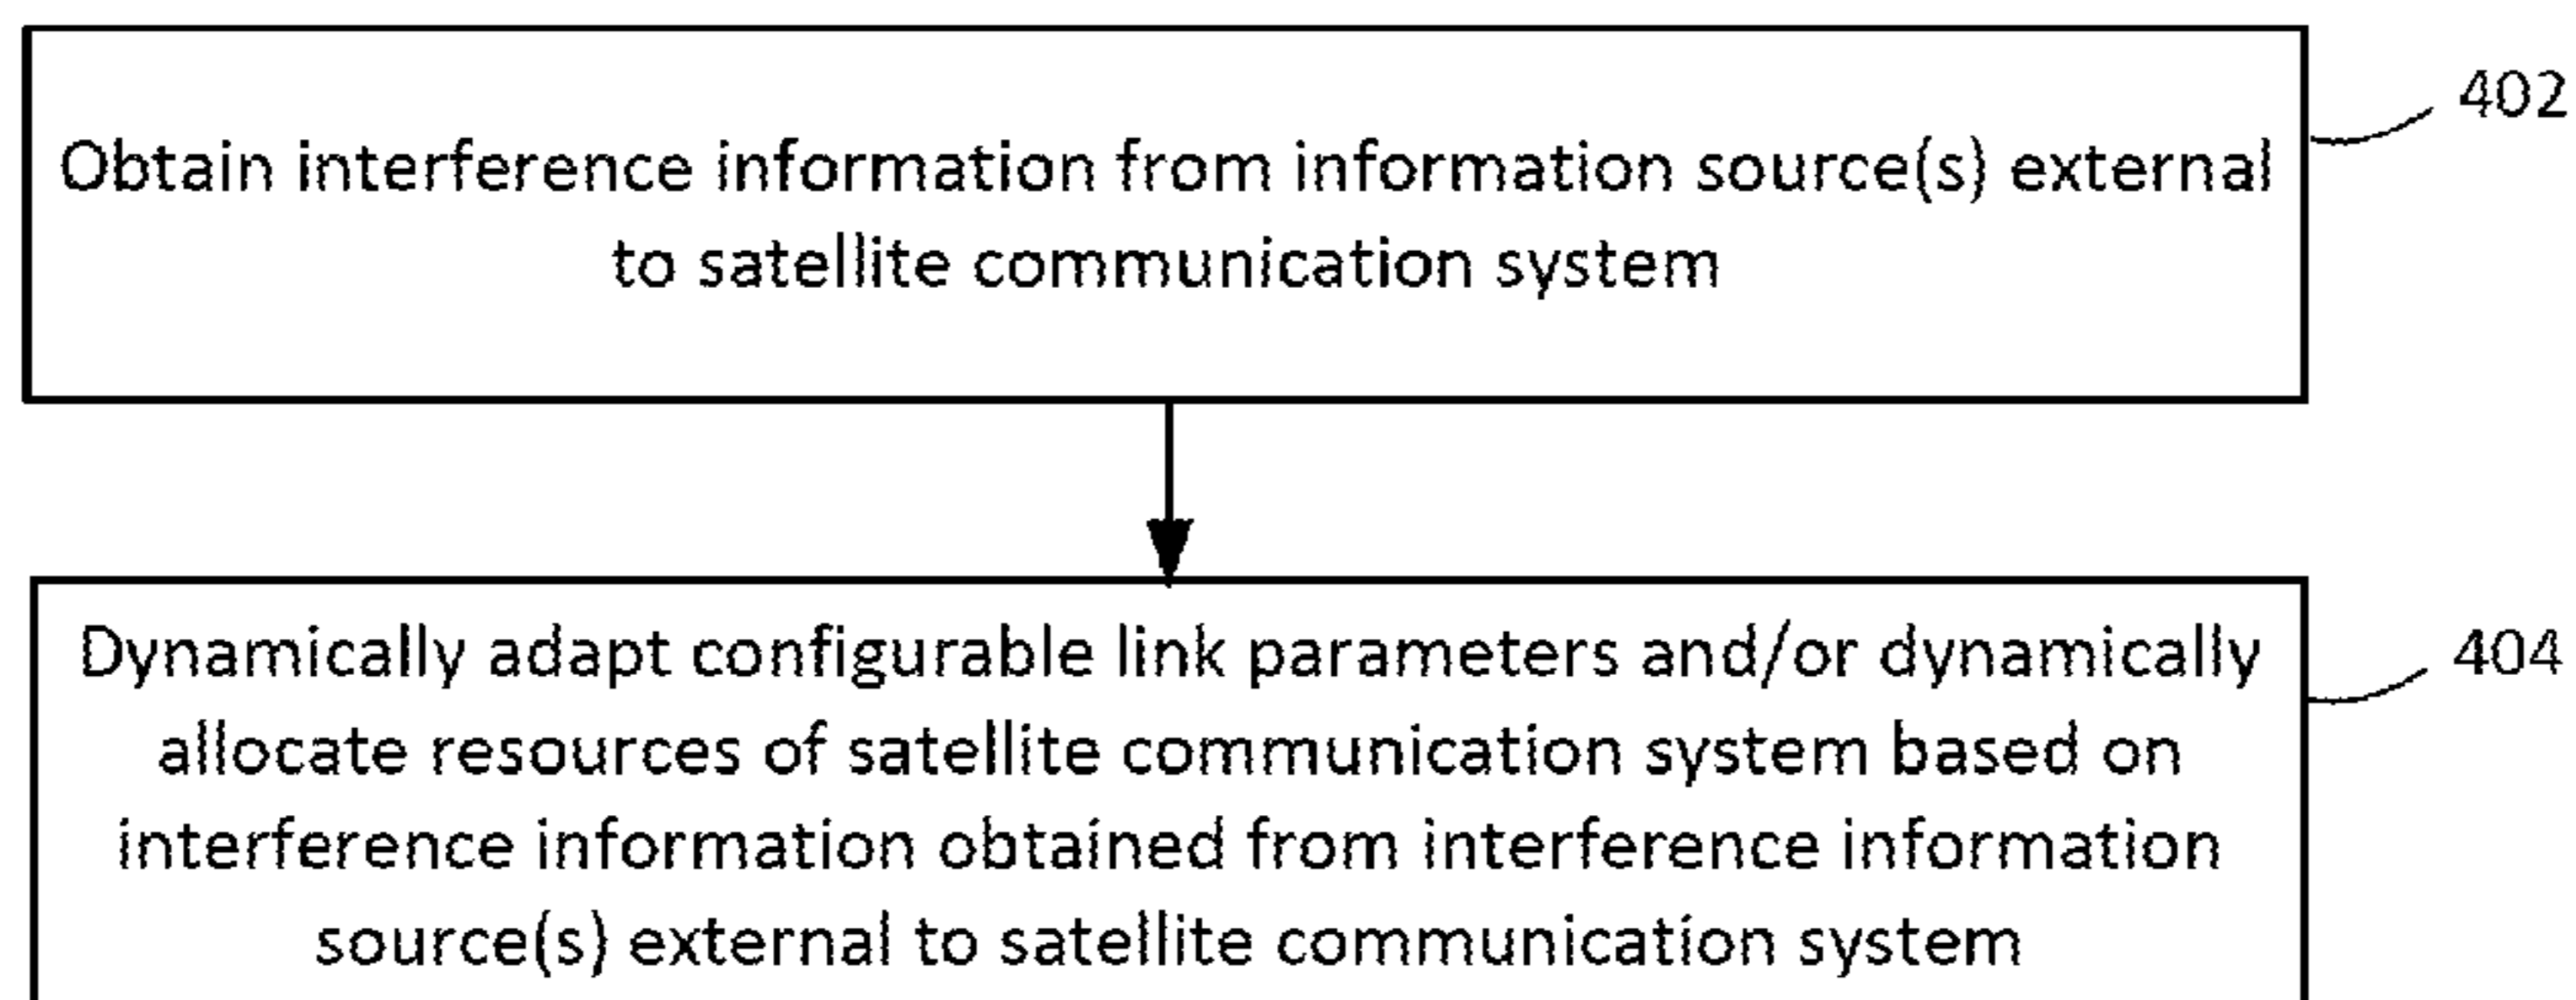 402
Obtain interference information from information source(s) external
to satellite communication system
Dynamically adapt configurable link parameters and/or dynamically
404
allocate resources of satellite communication system based on
interference information obtained from interference information
source(s) external to satellite communication system